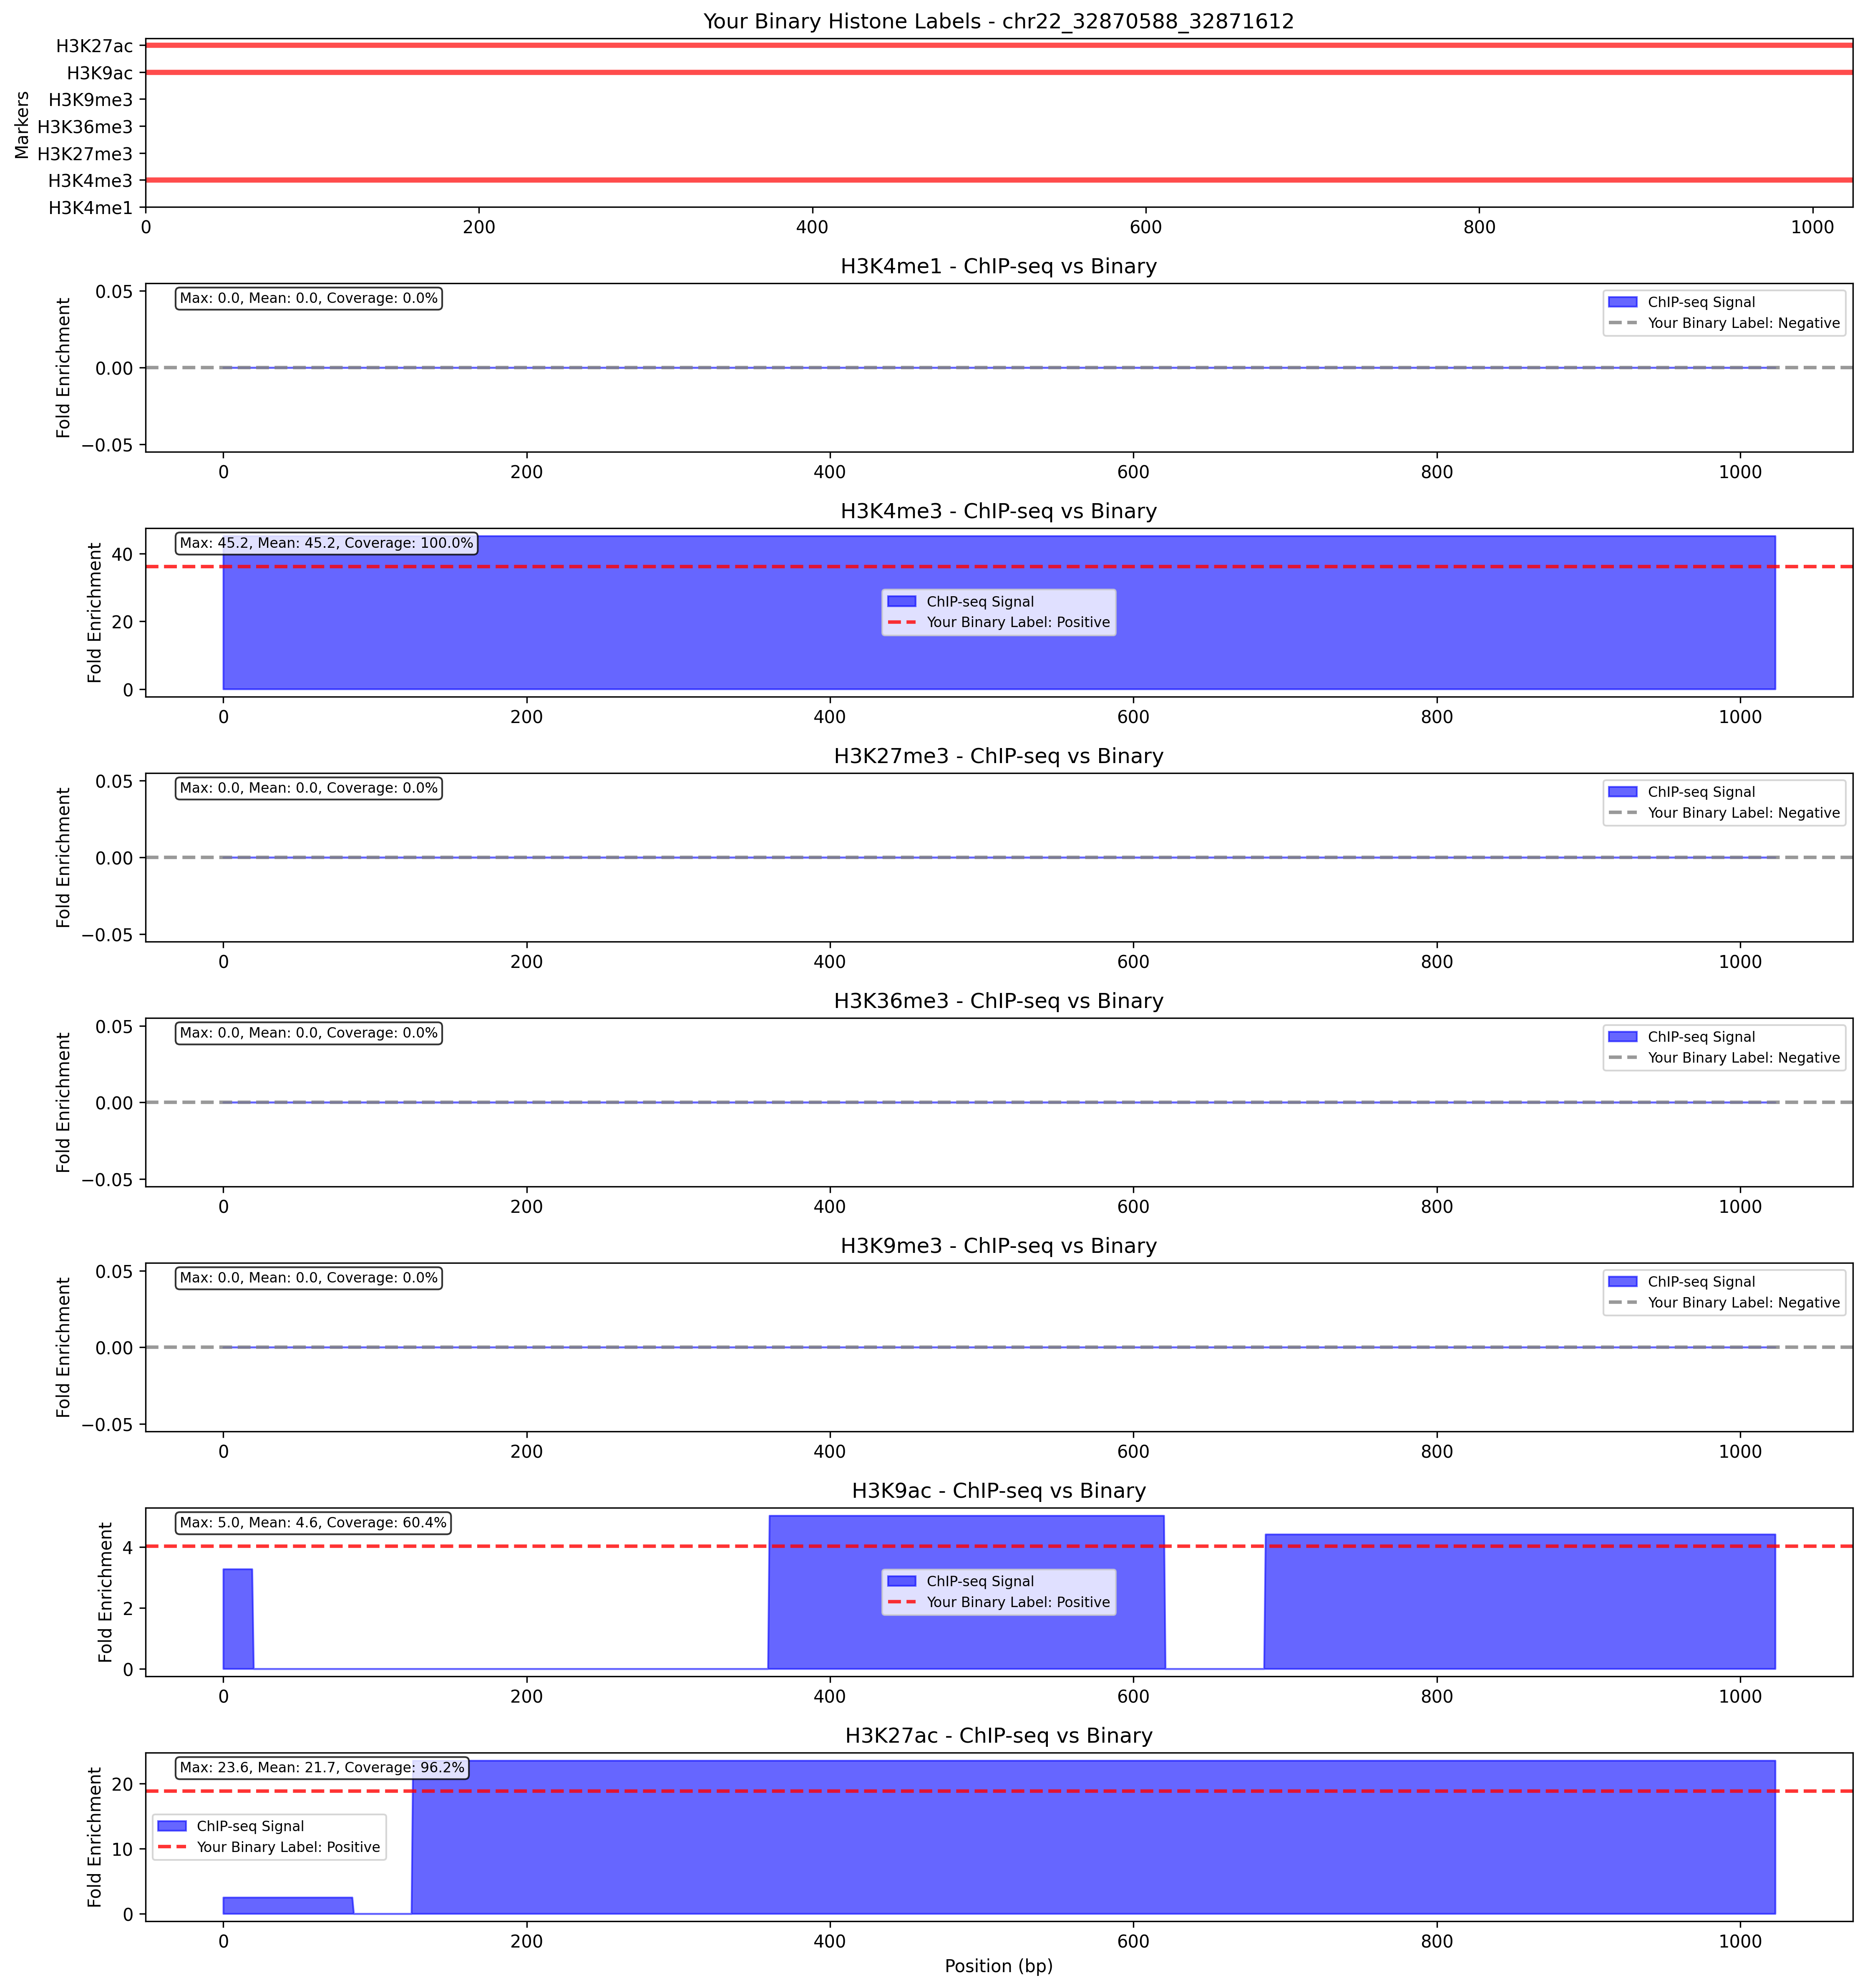 Your Binary Histone Labels - chr22_32870588_32871612
Markers
H3K27ac
H3K9ac
H3K9me3
H3K36me3
H3K27me3
H3K4me3
H3K4me1
0 200 400 600 800 1000
H3K4me1 - ChIP-seq vs Binary
Fold Enrichment
0.05
0.00
−0.05
Max: 0.0, Mean: 0.0, Coverage: 0.0%
ChIP-seq Signal
Your Binary Label: Negative
0 200 400 600 800 1000
H3K4me3 - ChIP-seq vs Binary
Fold Enrichment
40
20
0
Max: 45.2, Mean: 45.2, Coverage: 100.0%
ChIP-seq Signal
Your Binary Label: Positive
0 200 400 600 800 1000
H3K27me3 - ChIP-seq vs Binary
Fold Enrichment
0.05
0.00
−0.05
Max: 0.0, Mean: 0.0, Coverage: 0.0%
ChIP-seq Signal
Your Binary Label: Negative
0 200 400 600 800 1000
H3K36me3 - ChIP-seq vs Binary
Fold Enrichment
0.05
0.00
−0.05
Max: 0.0, Mean: 0.0, Coverage: 0.0%
ChIP-seq Signal
Your Binary Label: Negative
0 200 400 600 800 1000
H3K9me3 - ChIP-seq vs Binary
Fold Enrichment
0.05
0.00
−0.05
Max: 0.0, Mean: 0.0, Coverage: 0.0%
ChIP-seq Signal
Your Binary Label: Negative
0 200 400 600 800 1000
H3K9ac - ChIP-seq vs Binary
Fold Enrichment
4
2
0
Max: 5.0, Mean: 4.6, Coverage: 60.4%
ChIP-seq Signal
Your Binary Label: Positive
0 200 400 600 800 1000
H3K27ac - ChIP-seq vs Binary
Fold Enrichment
20
10
0
Max: 23.6, Mean: 21.7, Coverage: 96.2%
ChIP-seq Signal
Your Binary Label: Positive
0 200 400 600 800 1000
Position (bp)